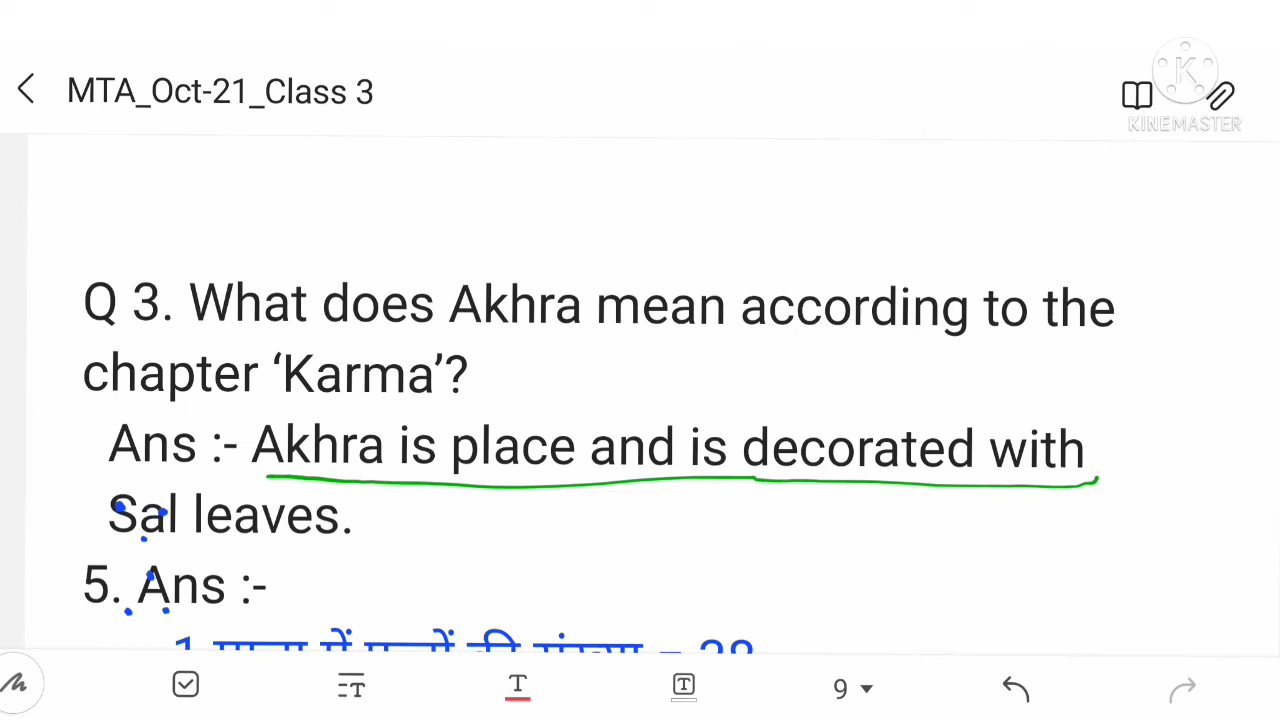 MTA_Oct-21_Class 3
KINEMASTER
Q 3. What does Akhra mean according to the
chapter ‘Karma’?
Ans :- Akhra is place and is decorated with
Sal leaves.
5. Ans :-
9